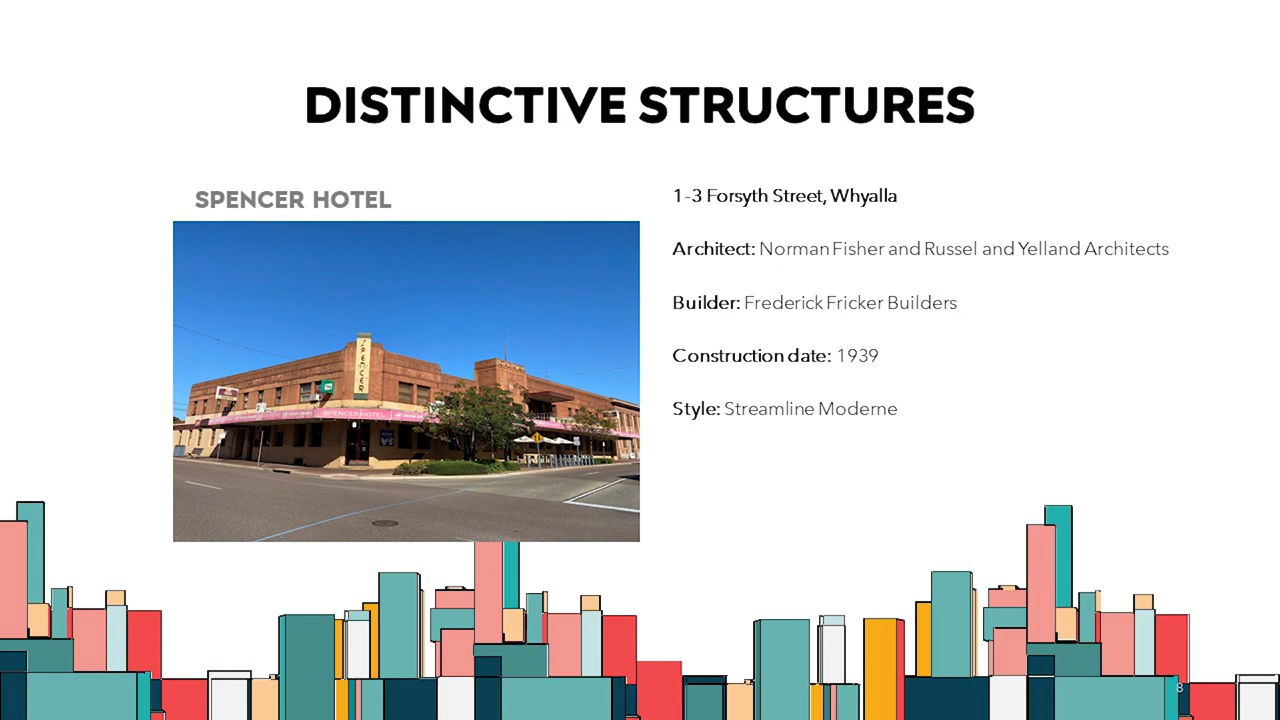 DISTINCTIVE STRUCTURES
SPENCER HOTEL
SPENCER
SPENCER HOTEL
1-3 Forsyth Street, Whyalla
Architect: Norman Fisher and Russel and Yelland Architects
Builder: Frederick Fricker Builders
Construction date: 1939
Style: Streamline Moderne
8